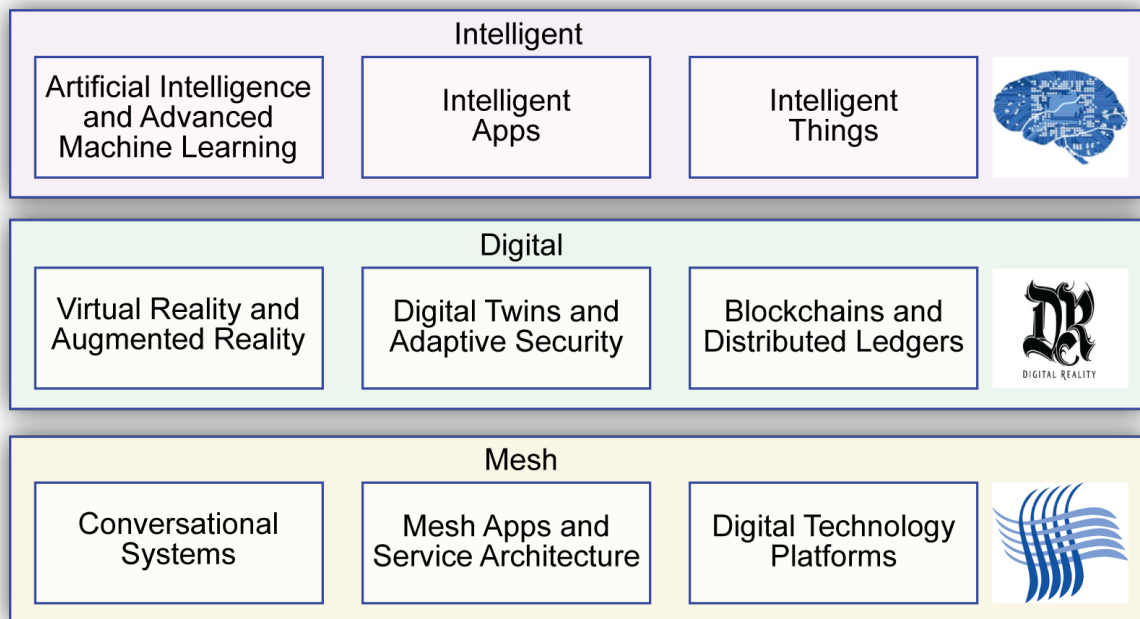 Intelligent
Artificial Intelligence
and Advanced
Machine Learning
Intelligent
Apps
Intelligent
Things
Digital
Virtual Reality and
Augmented Reality
Digital Twins and
Adaptive Security
Blockchains and
Distributed Ledgers
DR
DIGITAL REALITY
Mesh
Conversational
Systems
Mesh Apps and
Service Architecture
Digital Technology
Platforms